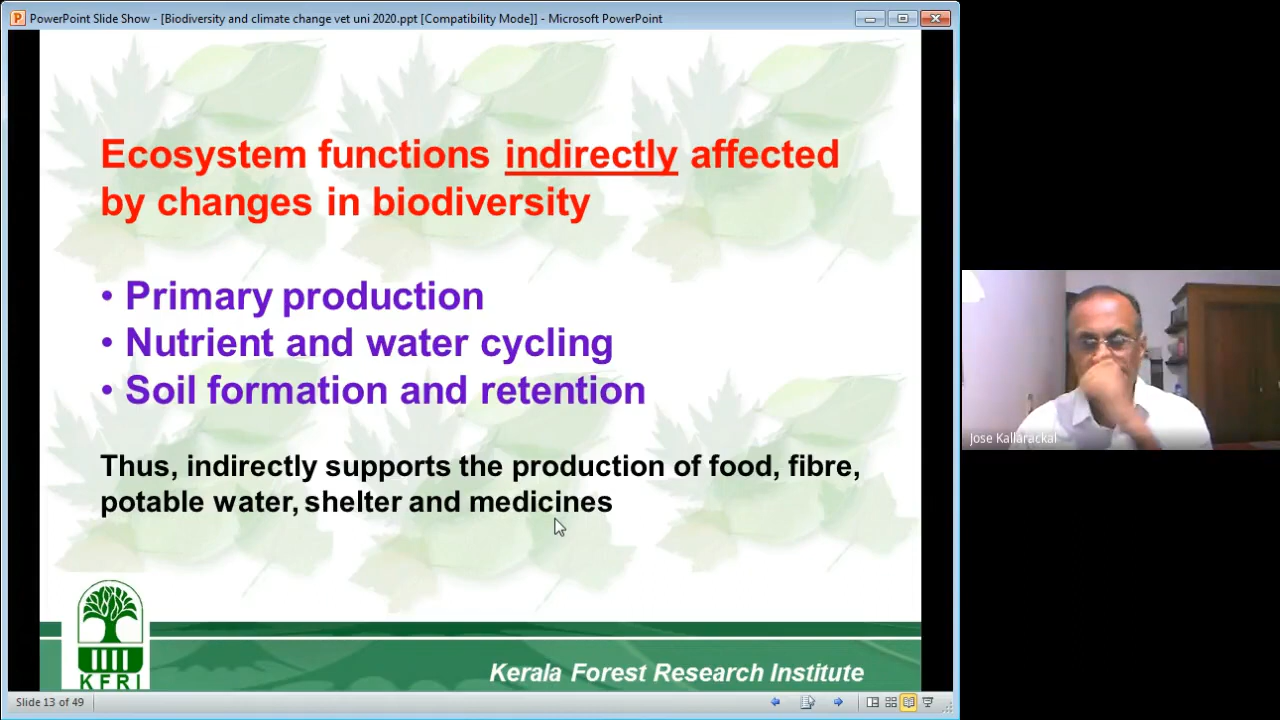 PowerPoint Slide Show - [Biodiversity and climate change vet uni 2020.ppt [Compatibility Mode]] - Microsoft PowerPoint
Ecosystem functions indirectly affected
by changes in biodiversity
• Primary production
• Nutrient and water cycling
• Soil formation and retention
Thus, indirectly supports the production of food, fibre,
potable water, shelter and medicines
Jose Kallarackal
KFRI
Kerala Forest Research Institute
Slide 13 of 49